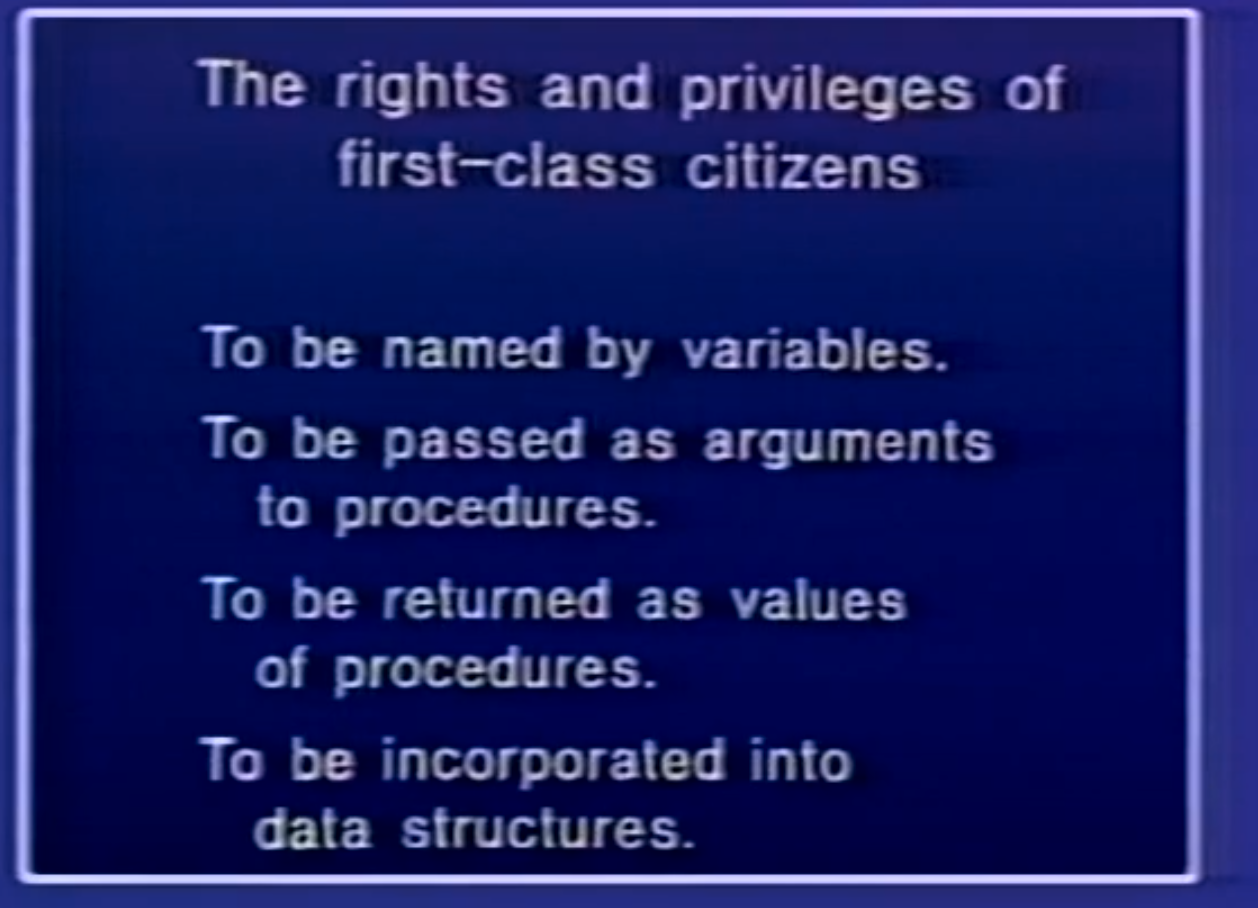 The rights and privileges of
first-class citizens
To be named by variables.
To be passed as arguments
to procedures.
To be returned as values
of procedures.
To be incorporated into
data structures.